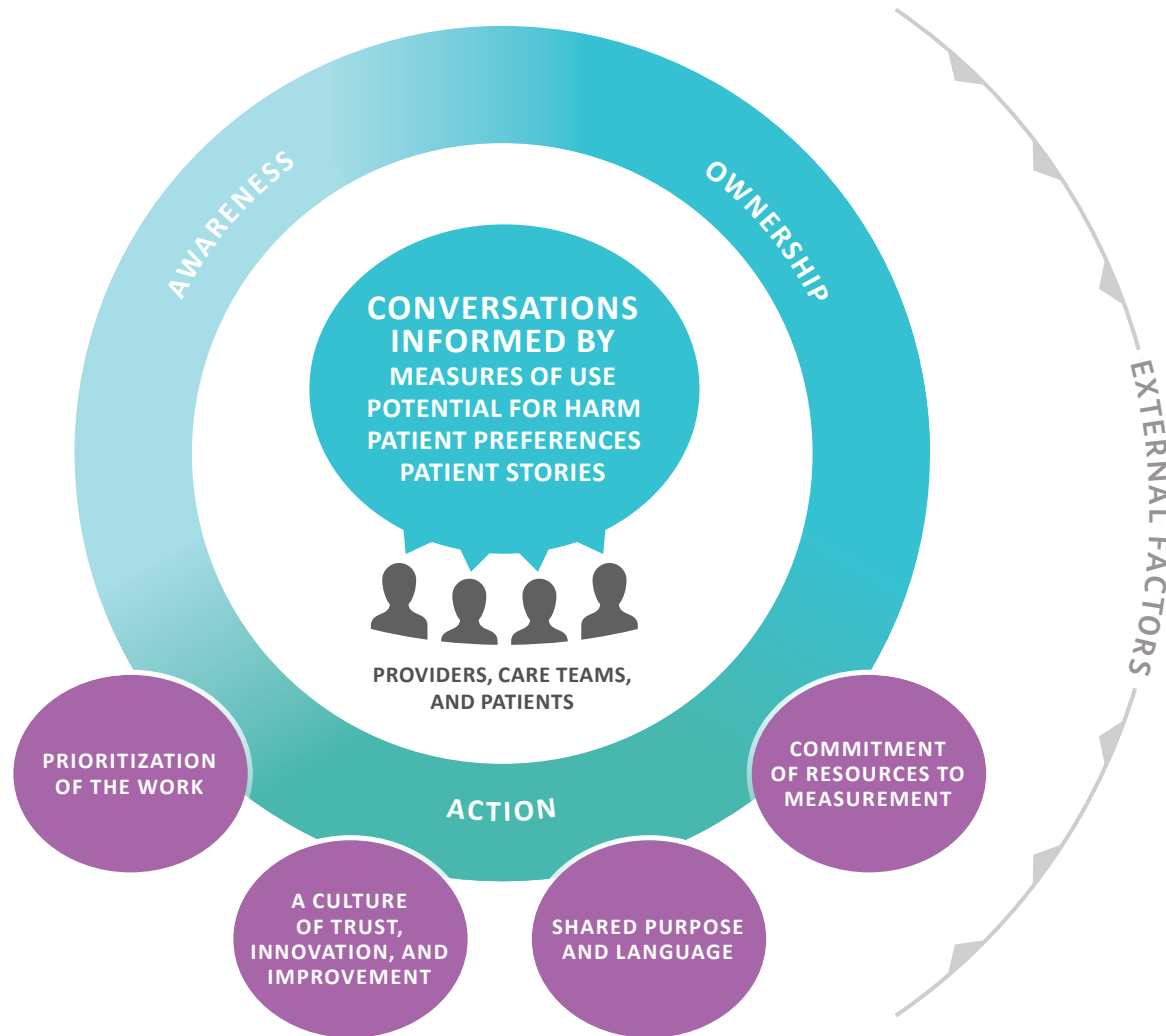 AWARENESS
OWNERSHIP
CONVERSATIONS
INFORMED BY
MEASURES OF USE
POTENTIAL FOR HARM
PATIENT PREFERENCES
PATIENT STORIES
PROVIDERS, CARE TEAMS,
AND PATIENTS
ACTION
PRIORITIZATION
OF THE WORK
A CULTURE
OF TRUST,
INNOVATION, AND
IMPROVEMENT
SHARED PURPOSE
AND LANGUAGE
COMMITMENT
OF RESOURCES TO
MEASUREMENT
EXTERNAL FACTORS